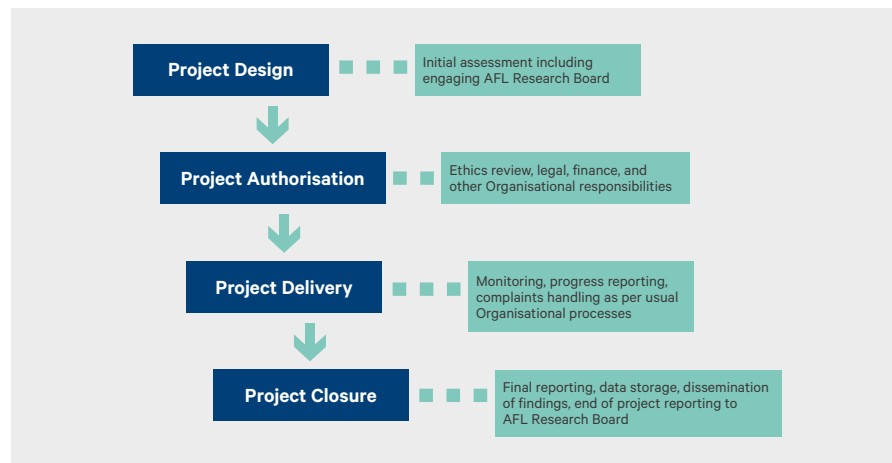 Project Design
Initial assessment including
engaging AFL Research Board
Project Authorisation
Ethics review, legal, finance, and
other Organisational responsibilities
Project Delivery
Monitoring, progress reporting,
complaints handling as per usual
Organisational processes
Project Closure
Final reporting, data storage, dissemination
of findings, end of project reporting to
AFL Research Board